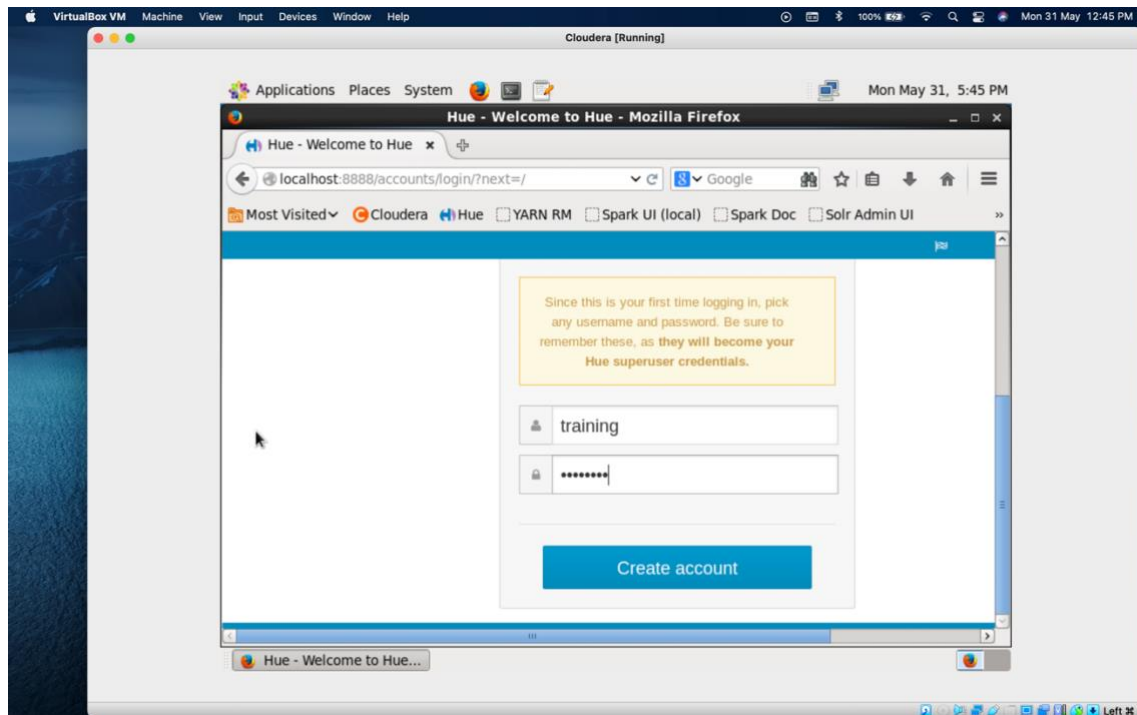 VirtualBox VM Machine View Input Devices Window Help 100% Mon 31 May 12:45 PM
Cloudera [Running]
Applications Places System Mon May 31, 5:45 PM
Hue - Welcome to Hue - Mozilla Firefox
Hue - Welcome to Hue
localhost:8888/accounts/login/?next=/ Google
Most Visited Cloudera Hue YARN RM Spark UI (local) Spark Doc Solr Admin UI »
Since this is your first time logging in, pick
any username and password. Be sure to
remember these, as they will become your
Hue superuser credentials.
training
••••••••
Create account
Hue - Welcome to Hue...
Left ⌘